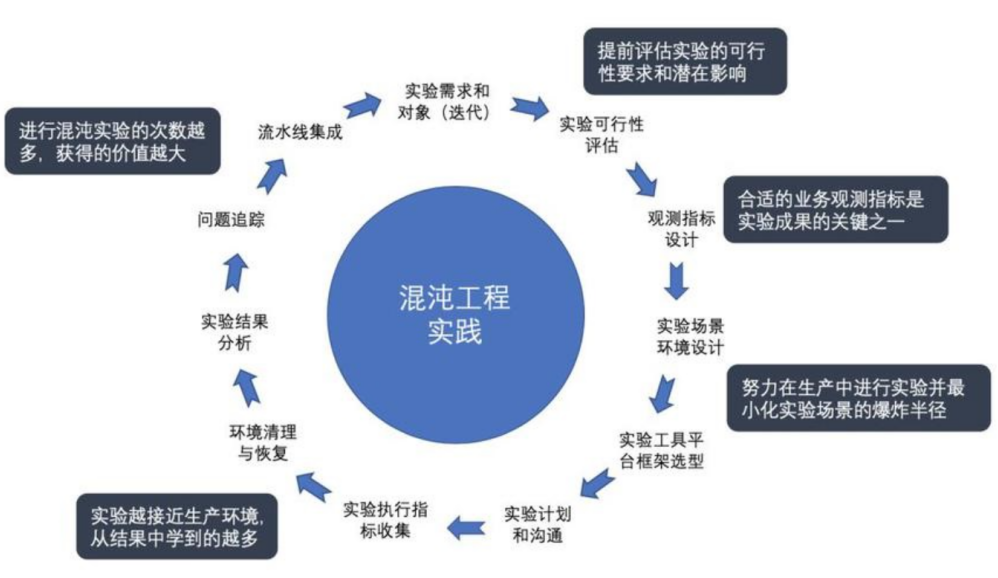 提前评估实验的可行
性要求和潜在影响
实验需求和
对象（迭代）
进行混沌实验的次数越
多，获得的价值越大
流水线集成
实验可行性
评估
问题追踪
观测指标
设计
合适的业务观测指标是
实验成果的关键之一
混沌工程
实践
实验结果
分析
实验场景
环境设计
努力在生产中进行实验并最
小化实验场景的爆炸半径
环境清理
与恢复
实验工具平
台框架选型
实验越接近生产环境,
从结果中学到的越多
实验执行指
标收集
实验计划
和沟通